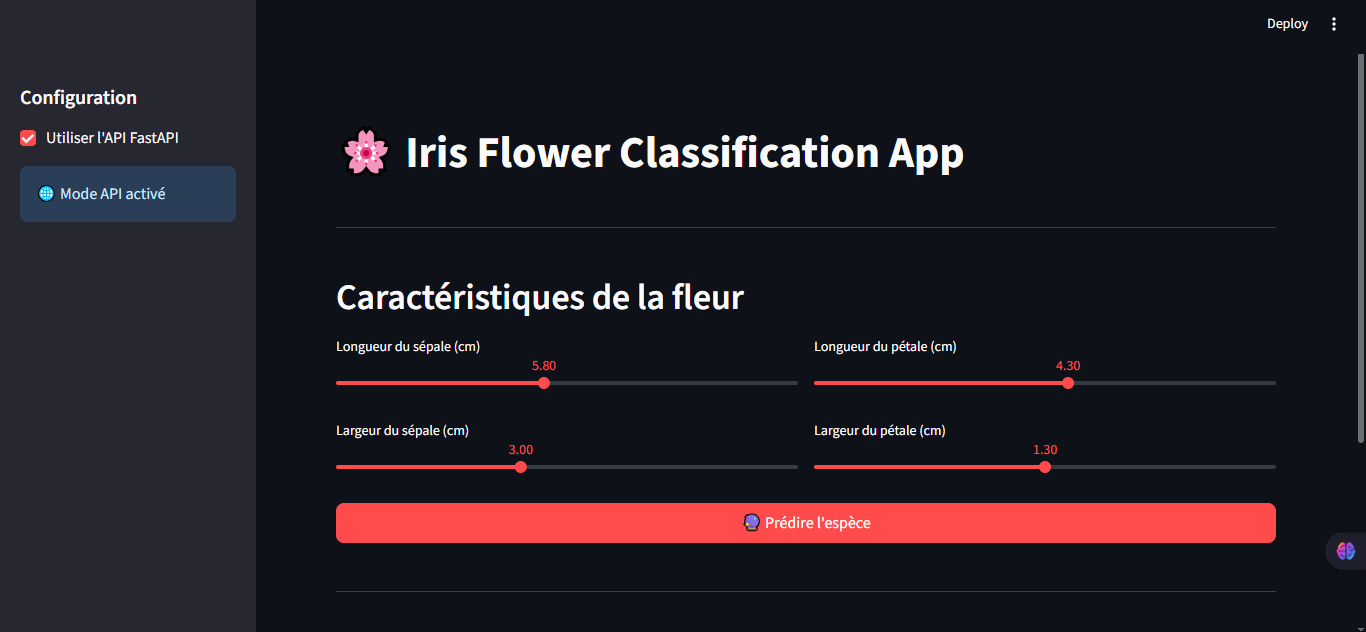 Deploy
Configuration
Utiliser l'API FastAPI
🌐 Mode API activé
🌸 Iris Flower Classification App
Caractéristiques de la fleur
Longueur du sépale (cm)
5.80
Longueur du pétale (cm)
4.30
Largeur du sépale (cm)
3.00
Largeur du pétale (cm)
1.30
🔮 Prédire l'espèce